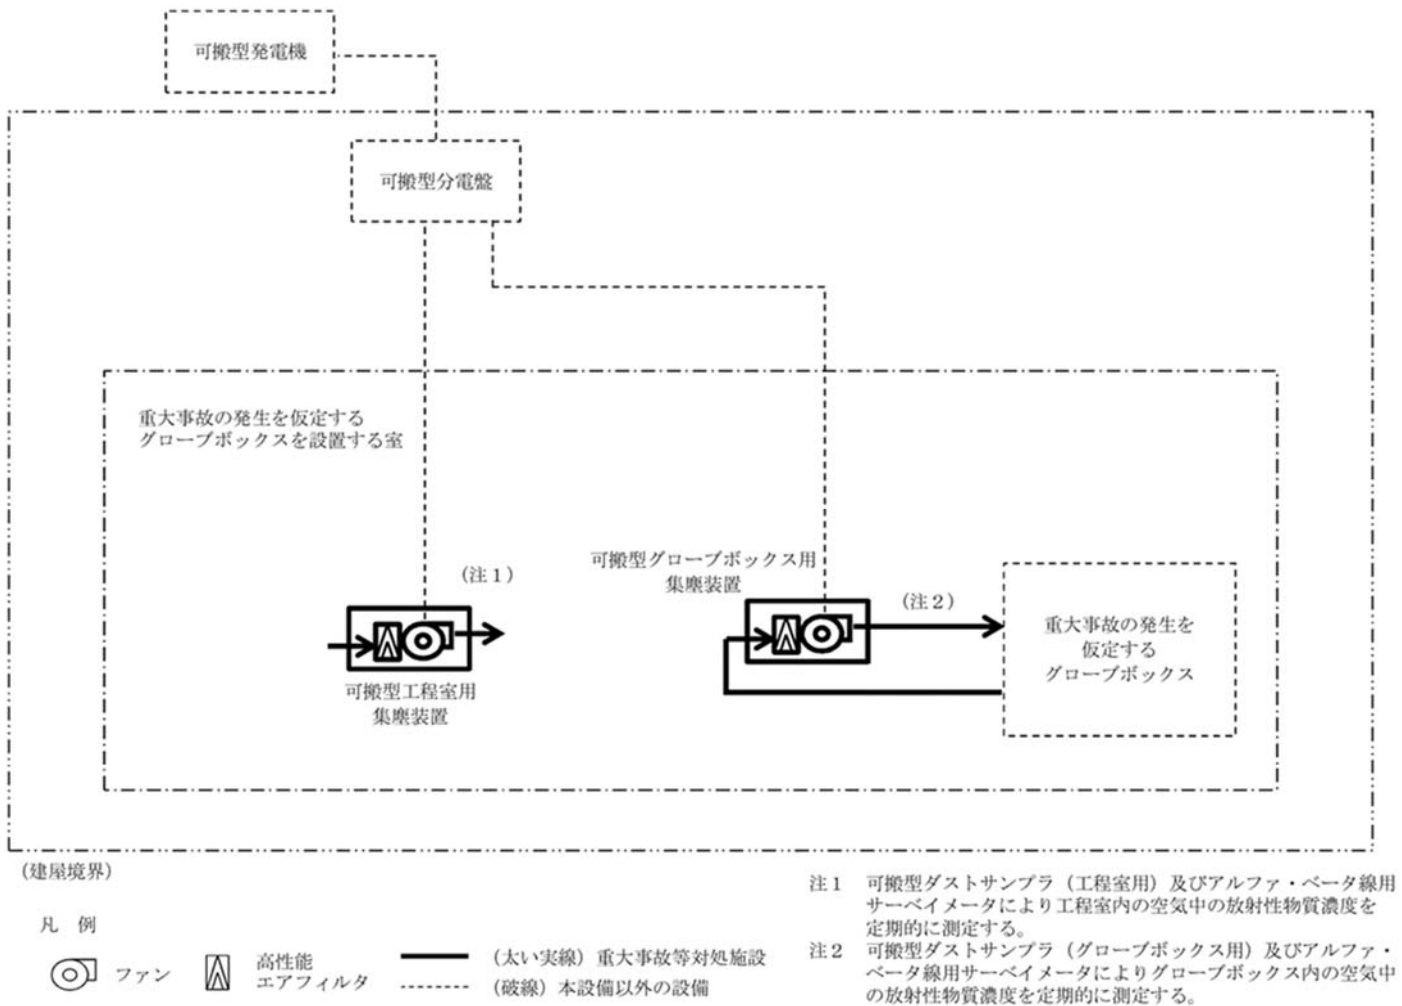 可搬型発電機
可搬型分電盤
重大事故の発生を仮定する
グローブボックスを設置する室
(注１)
可搬型工程室用
集塵装置
可搬型グローブボックス用
集塵装置
(注２)
重大事故の発生を
仮定する
グローブボックス
(建屋境界)
凡　例
ファン
高性能
エアフィルタ
(太い実線) 重大事故等対処施設
(破線) 本設備以外の設備
注１　可搬型ダストサンプラ（工程室用）及びアルファ・ベータ線用
サーベイメータにより工程室内の空気中の放射性物質濃度を
定期的に測定する。
注２　可搬型ダストサンプラ（グローブボックス用）及びアルファ・
ベータ線用サーベイメータによりグローブボックス内の空気中
の放射性物質濃度を定期的に測定する。